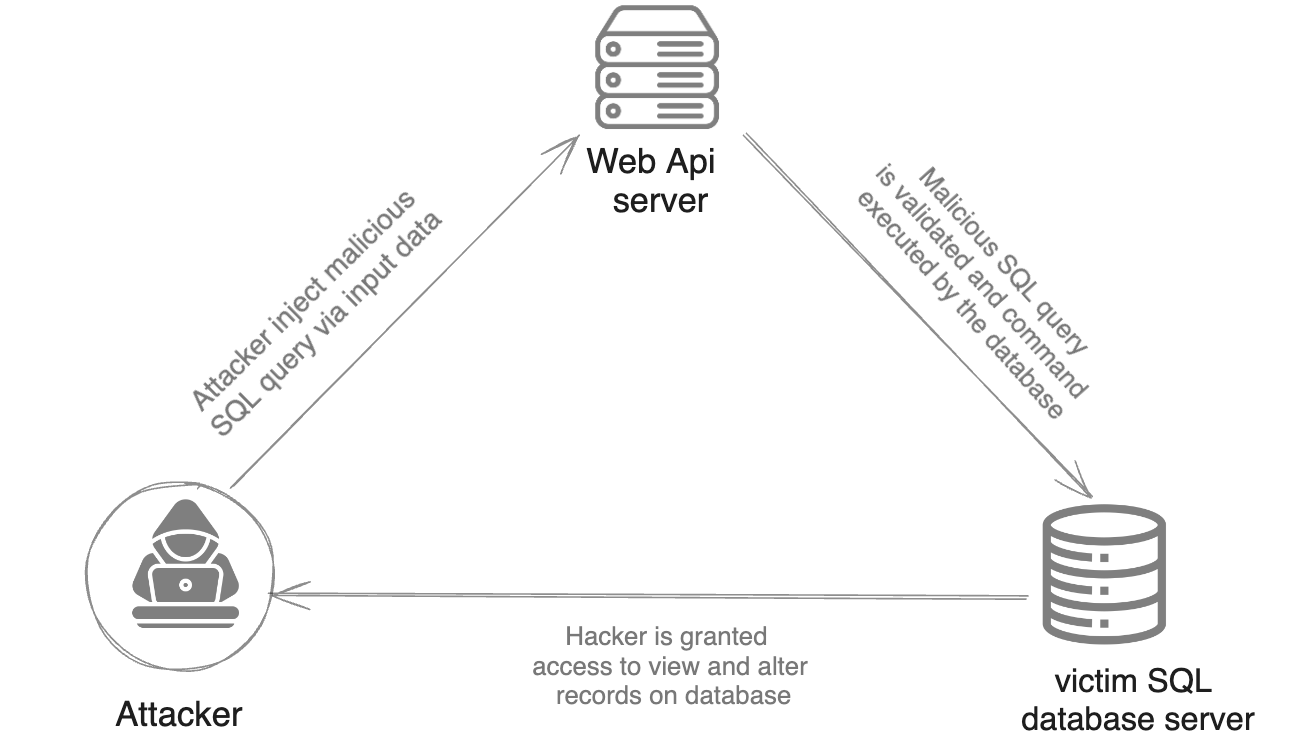 Web Api
server
Attacker inject malicious
SQL query via input data
Malicious SQL query
is validated and command
executed by the database
Hacker is granted
access to view and alter
records on database
Attacker
victim SQL
database server